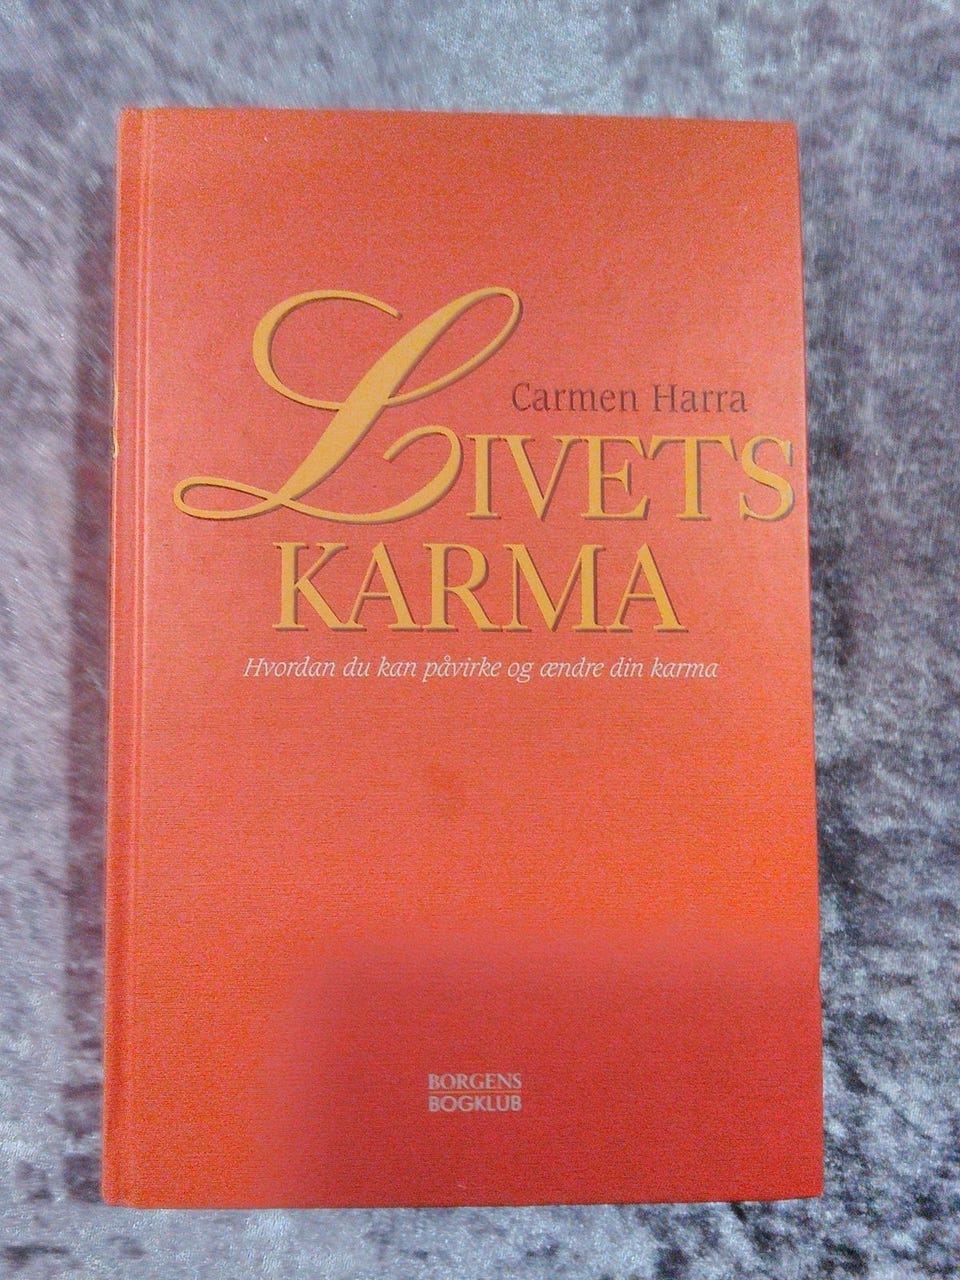 Carmen Harra
LIVETS
KARMA
Hvordan du kan påvirke og ændre din karma
BORGENS
BOGKLUB